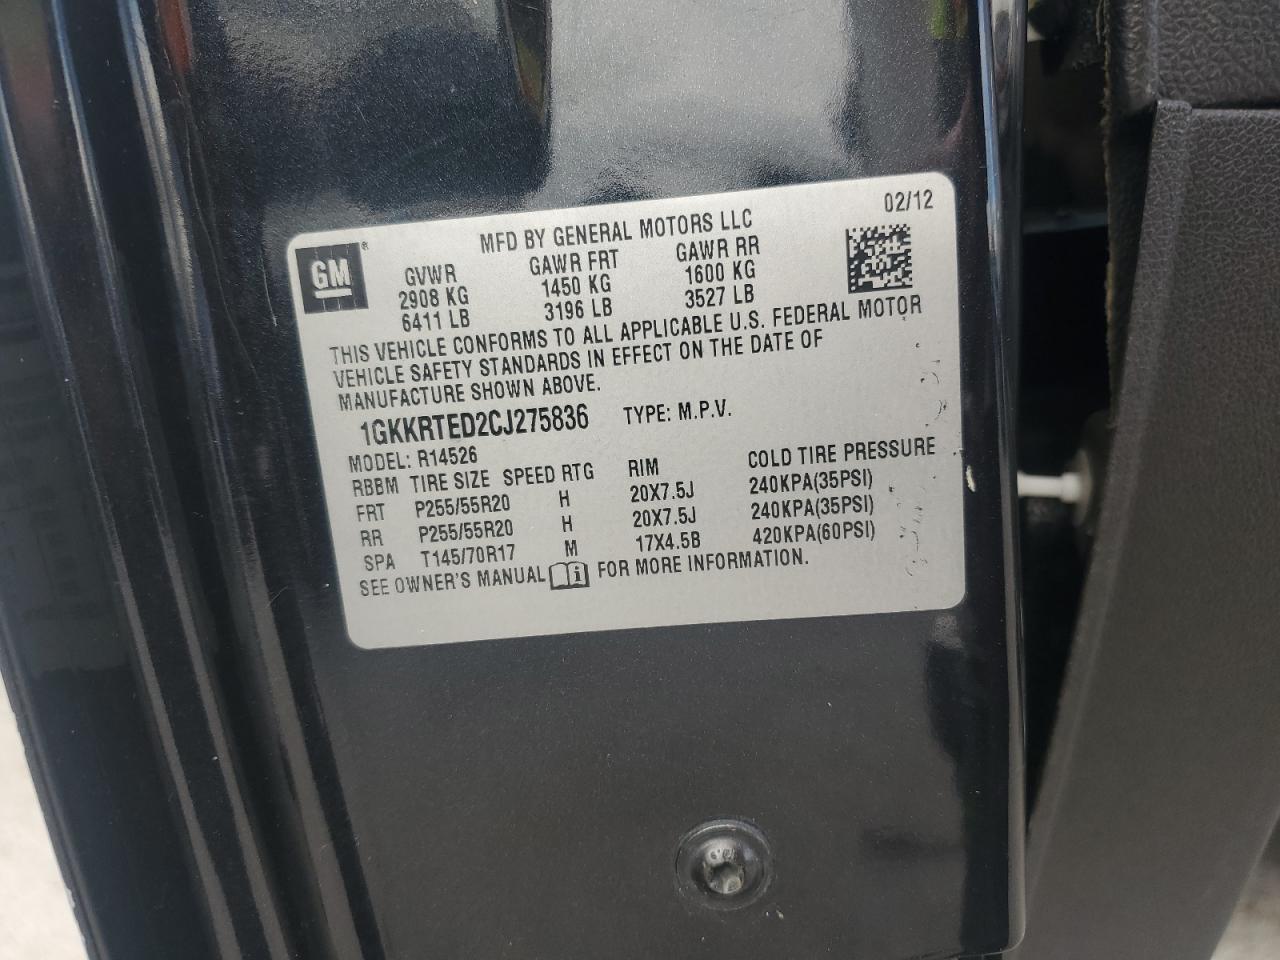 02/12
MFD BY GENERAL MOTORS LLC
GM®
GVWR GAWR FRT GAWR RR
2908 KG 1450 KG 1600 KG
6411 LB 3196 LB 3527 LB
THIS VEHICLE CONFORMS TO ALL APPLICABLE U.S. FEDERAL MOTOR
VEHICLE SAFETY STANDARDS IN EFFECT ON THE DATE OF
MANUFACTURE SHOWN ABOVE.
1GKKRTED2CJ275836 TYPE: M.P.V.
MODEL: R14526
RBBM TIRE SIZE SPEED RTG RIM COLD TIRE PRESSURE
FRT P255/55R20 H 20X7.5J 240KPA(35PSI)
RR P255/55R20 H 20X7.5J 240KPA(35PSI)
SPA T145/70R17 M 17X4.5B 420KPA(60PSI)
SEE OWNER'S MANUAL i FOR MORE INFORMATION.